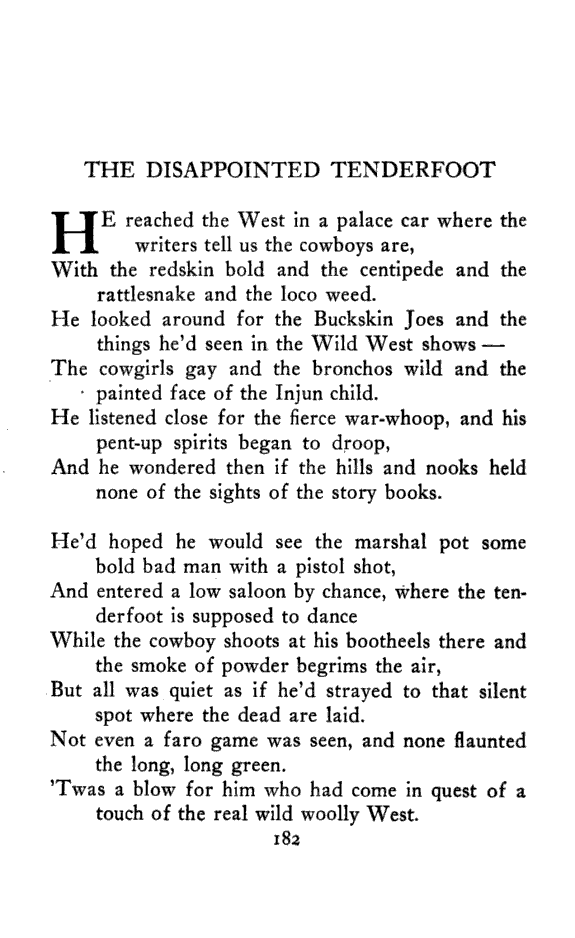 THE DISAPPOINTED TENDERFOOT
HE reached the West in a palace car where the
writers tell us the cowboys are,
With the redskin bold and the centipede and the
rattlesnake and the loco weed.
He looked around for the Buckskin Joes and the
things he'd seen in the Wild West shows —
The cowgirls gay and the bronchos wild and the
painted face of the Injun child.
He listened close for the fierce war-whoop, and his
pent-up spirits began to droop,
And he wondered then if the hills and nooks held
none of the sights of the story books.
He'd hoped he would see the marshal pot some
bold bad man with a pistol shot,
And entered a low saloon by chance, where the ten-
derfoot is supposed to dance
While the cowboy shoots at his bootheels there and
the smoke of powder begrims the air,
But all was quiet as if he'd strayed to that silent
spot where the dead are laid.
Not even a faro game was seen, and none flaunted
the long, long green.
'Twas a blow for him who had come in quest of a
touch of the real wild woolly West.
182